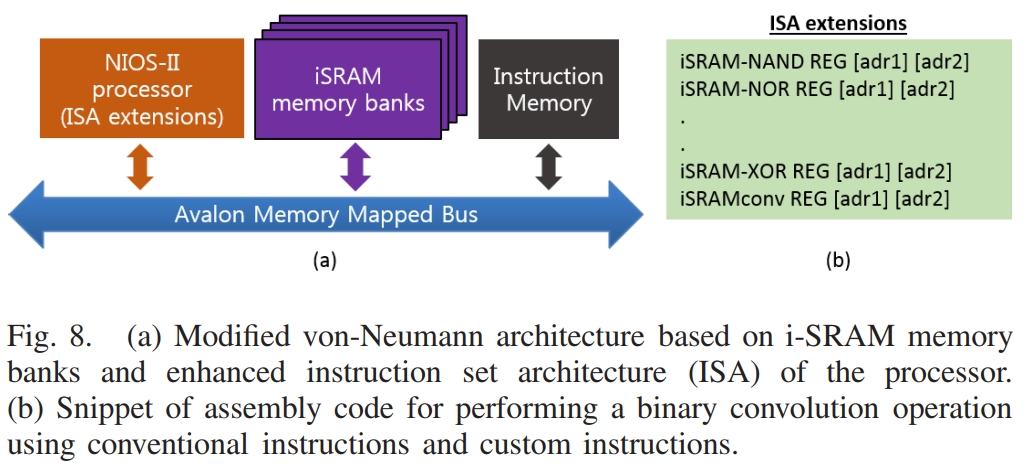 NIOS-II
processor
(ISA extensions)
iSRAM
memory banks
Instruction
Memory
Avalon Memory Mapped Bus
(a)
ISA extensions
iSRAM-NAND REG [adr1] [adr2]
iSRAM-NOR REG [adr1] [adr2]
.
.
iSRAM-XOR REG [adr1] [adr2]
iSRAMconv REG [adr1] [adr2]
(b)
Fig. 8. (a) Modified von-Neumann architecture based on i-SRAM memory
banks and enhanced instruction set architecture (ISA) of the processor.
(b) Snippet of assembly code for performing a binary convolution operation
using conventional instructions and custom instructions.